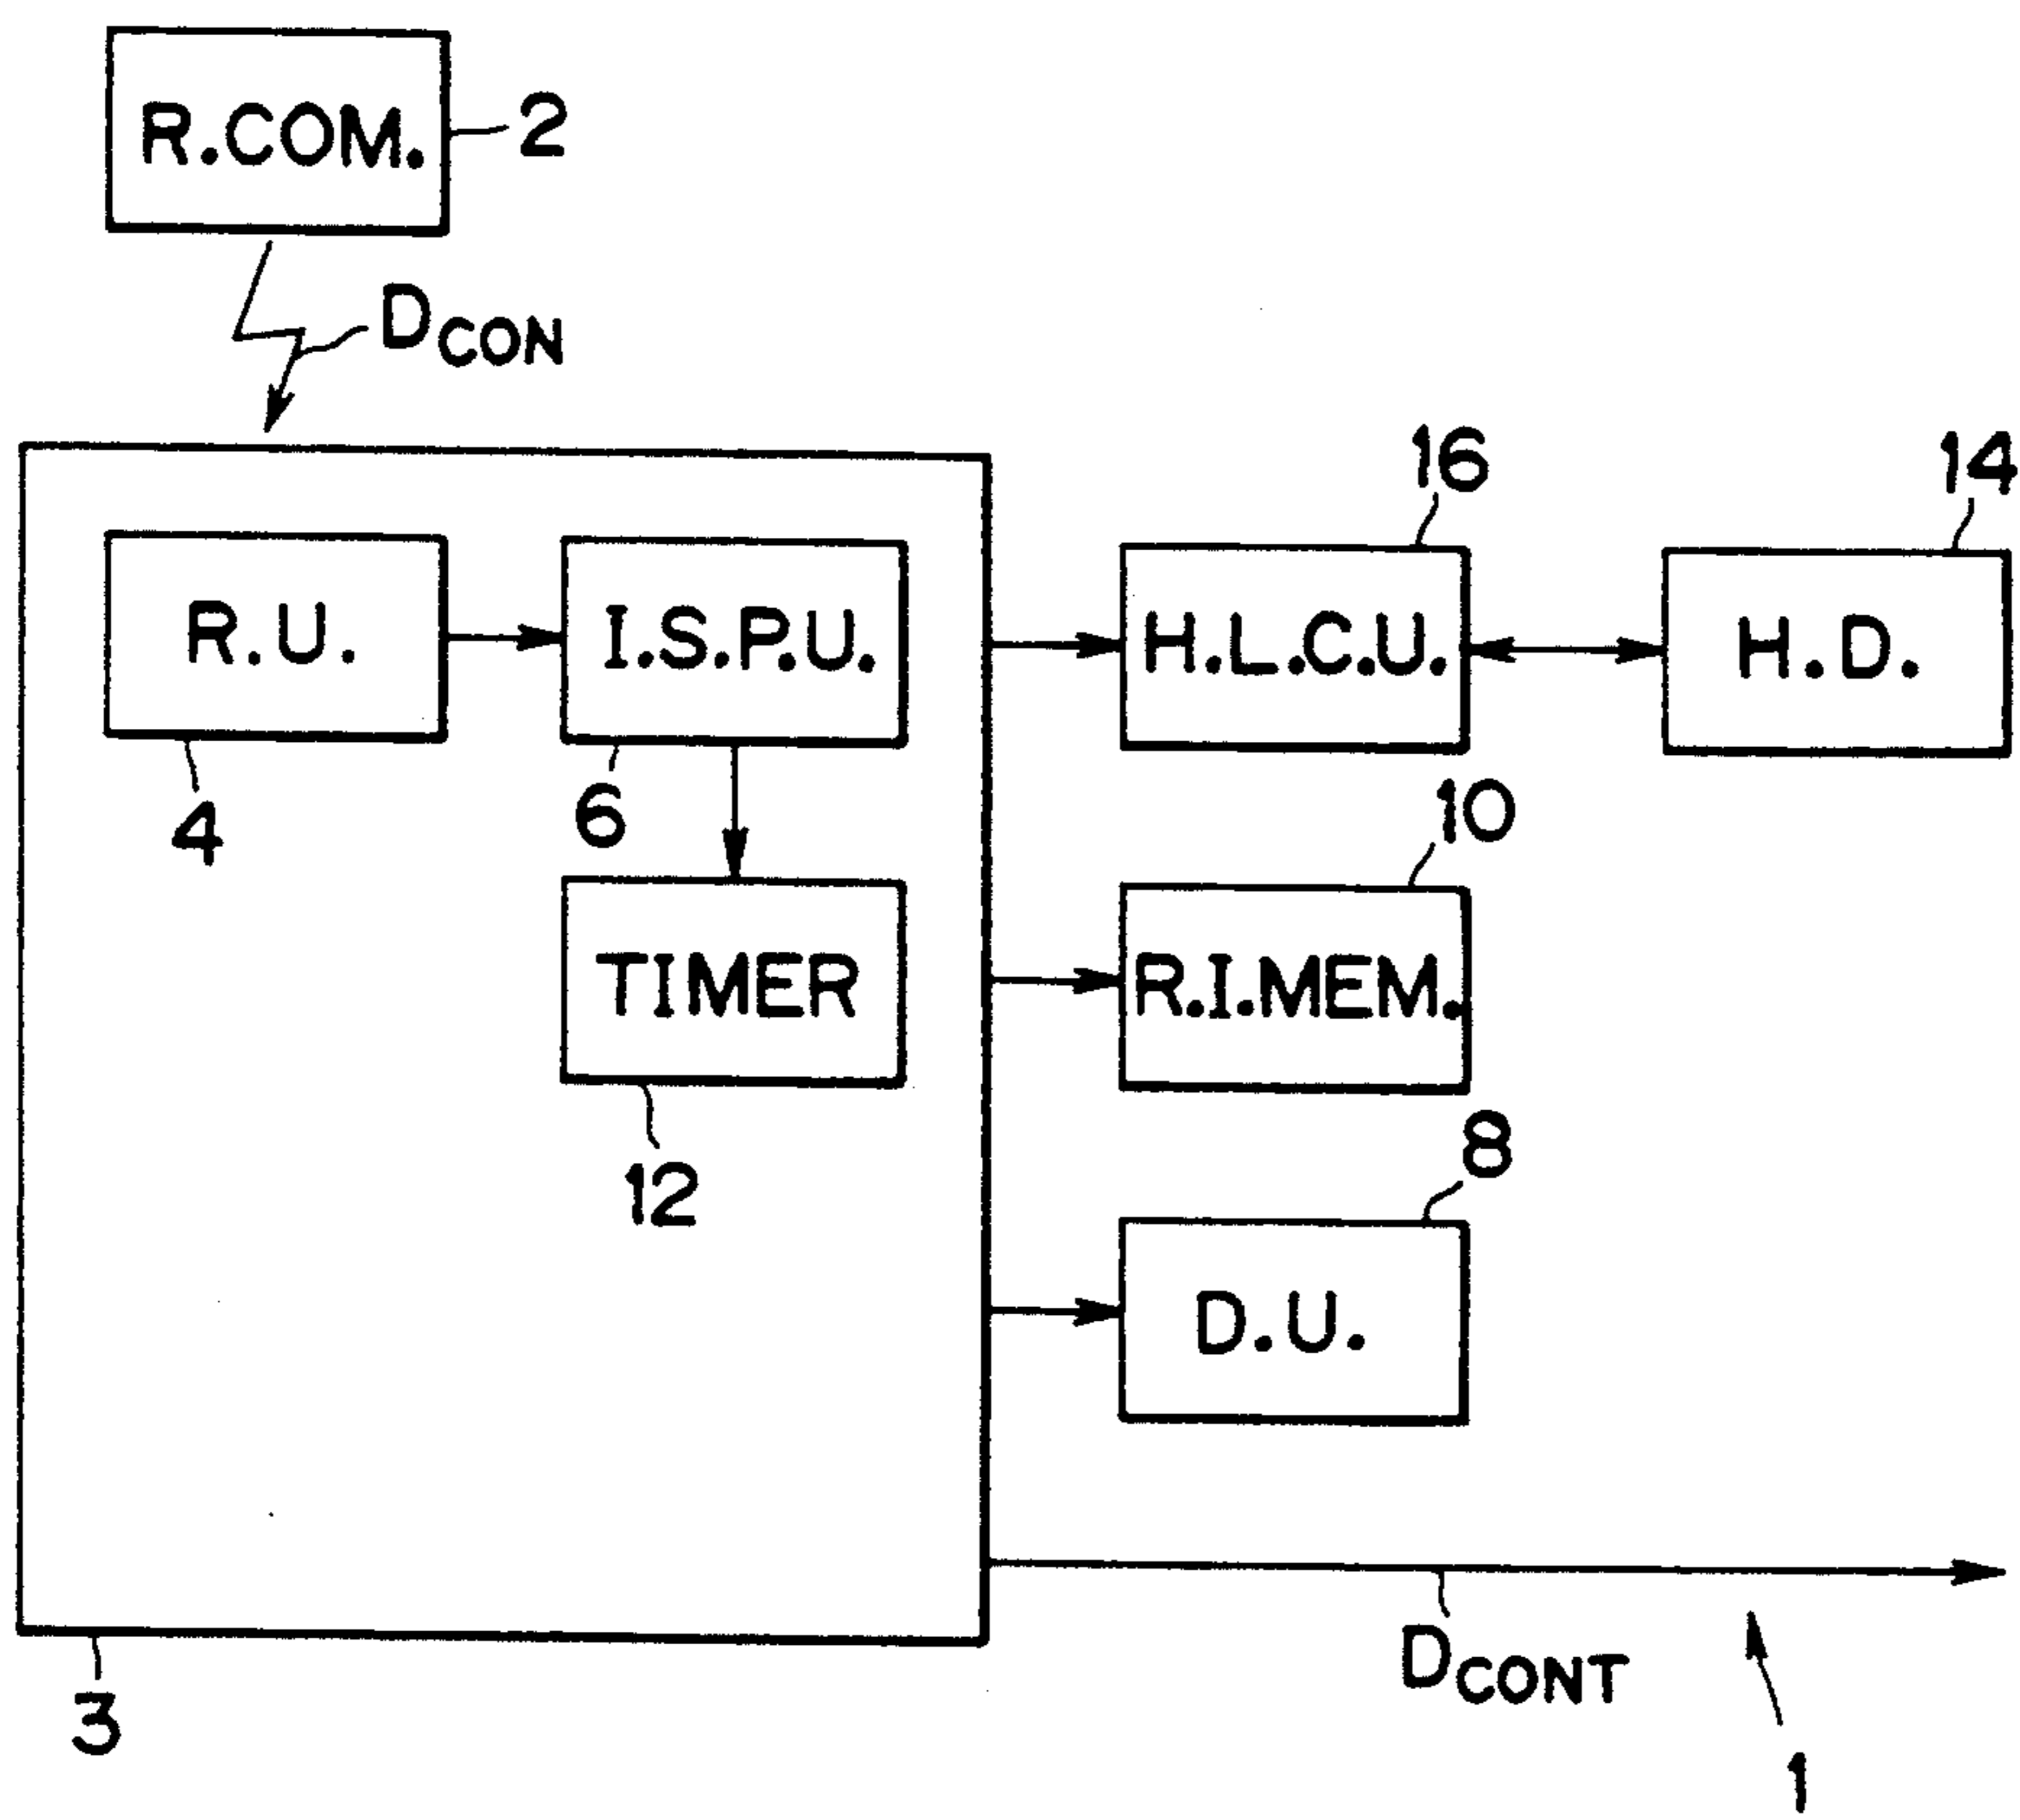 R.COM.
2
DCON
16
14
R.U.
I.S.P.U.
H.L.C.U.
H.D.
4
6
10
TIMER
R.I.MEM.
12
8
D.U.
DCONT
3
1